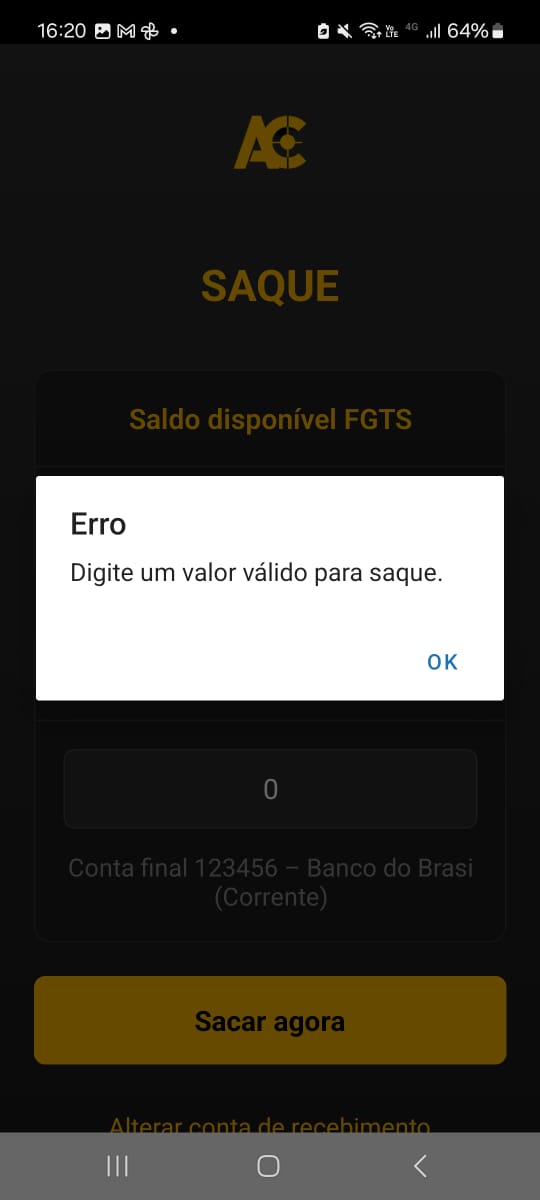 16:20
Vo LTE 4G 64%
AC
SAQUE
Saldo disponível FGTS
Erro
Digite um valor válido para saque.
OK
0
Conta final 123456 – Banco do Brasi
(Corrente)
Sacar agora
Alterar conta de recebimento